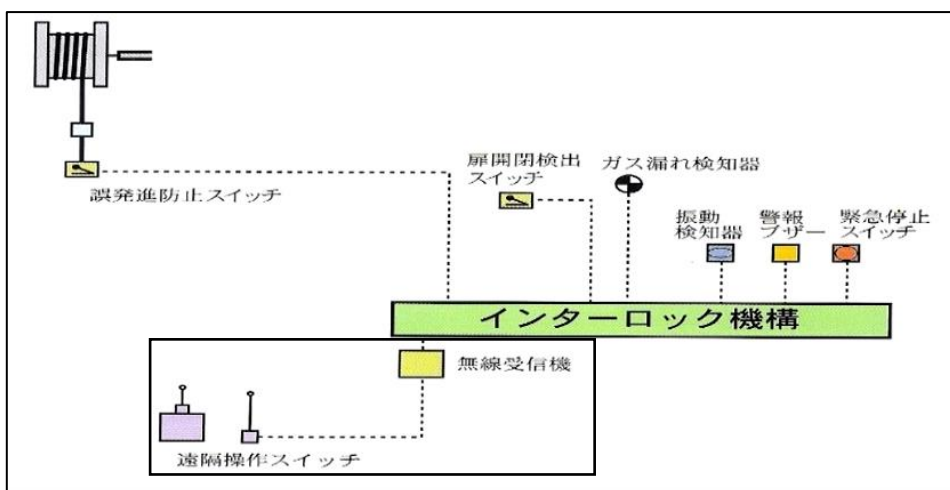 扉開閉検出
スイッチ
ガス漏れ検知器
誤発進防止スイッチ
振動
検知器
警報
ブザー
緊急停止
スイッチ
インターロック機構
無線受信機
遠隔操作スイッチ